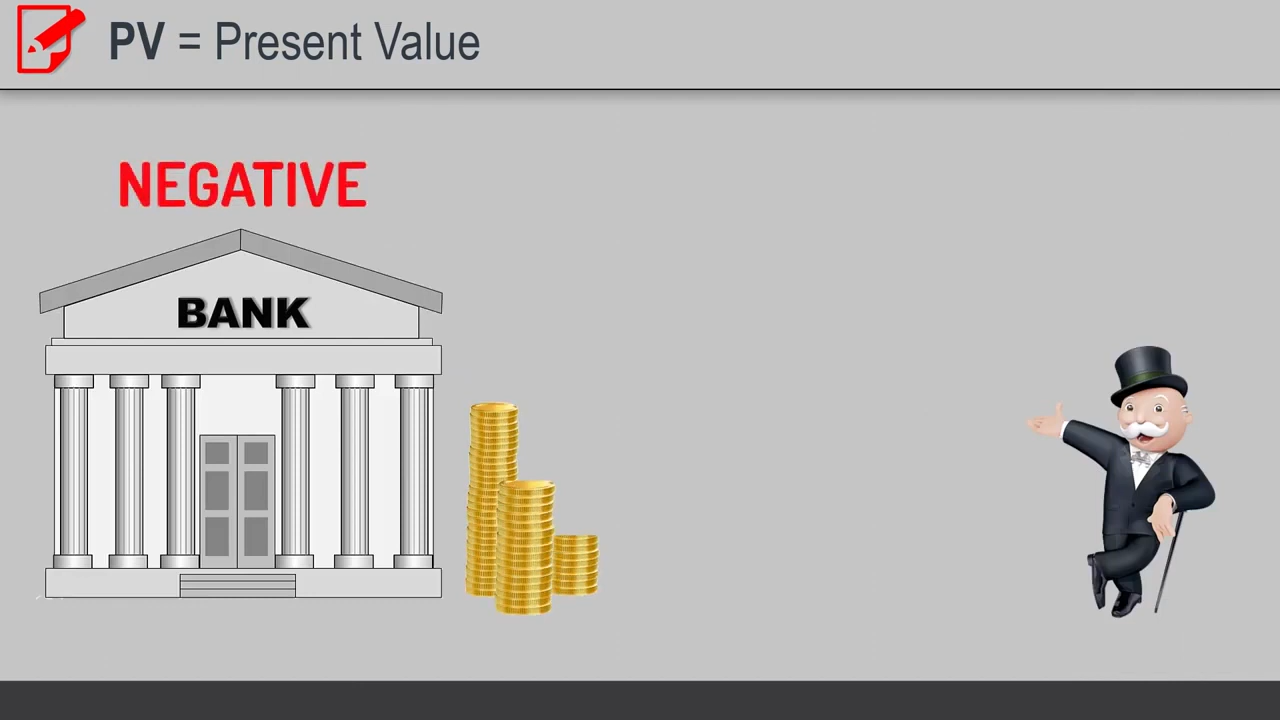 PV = Present Value
NEGATIVE
BANK